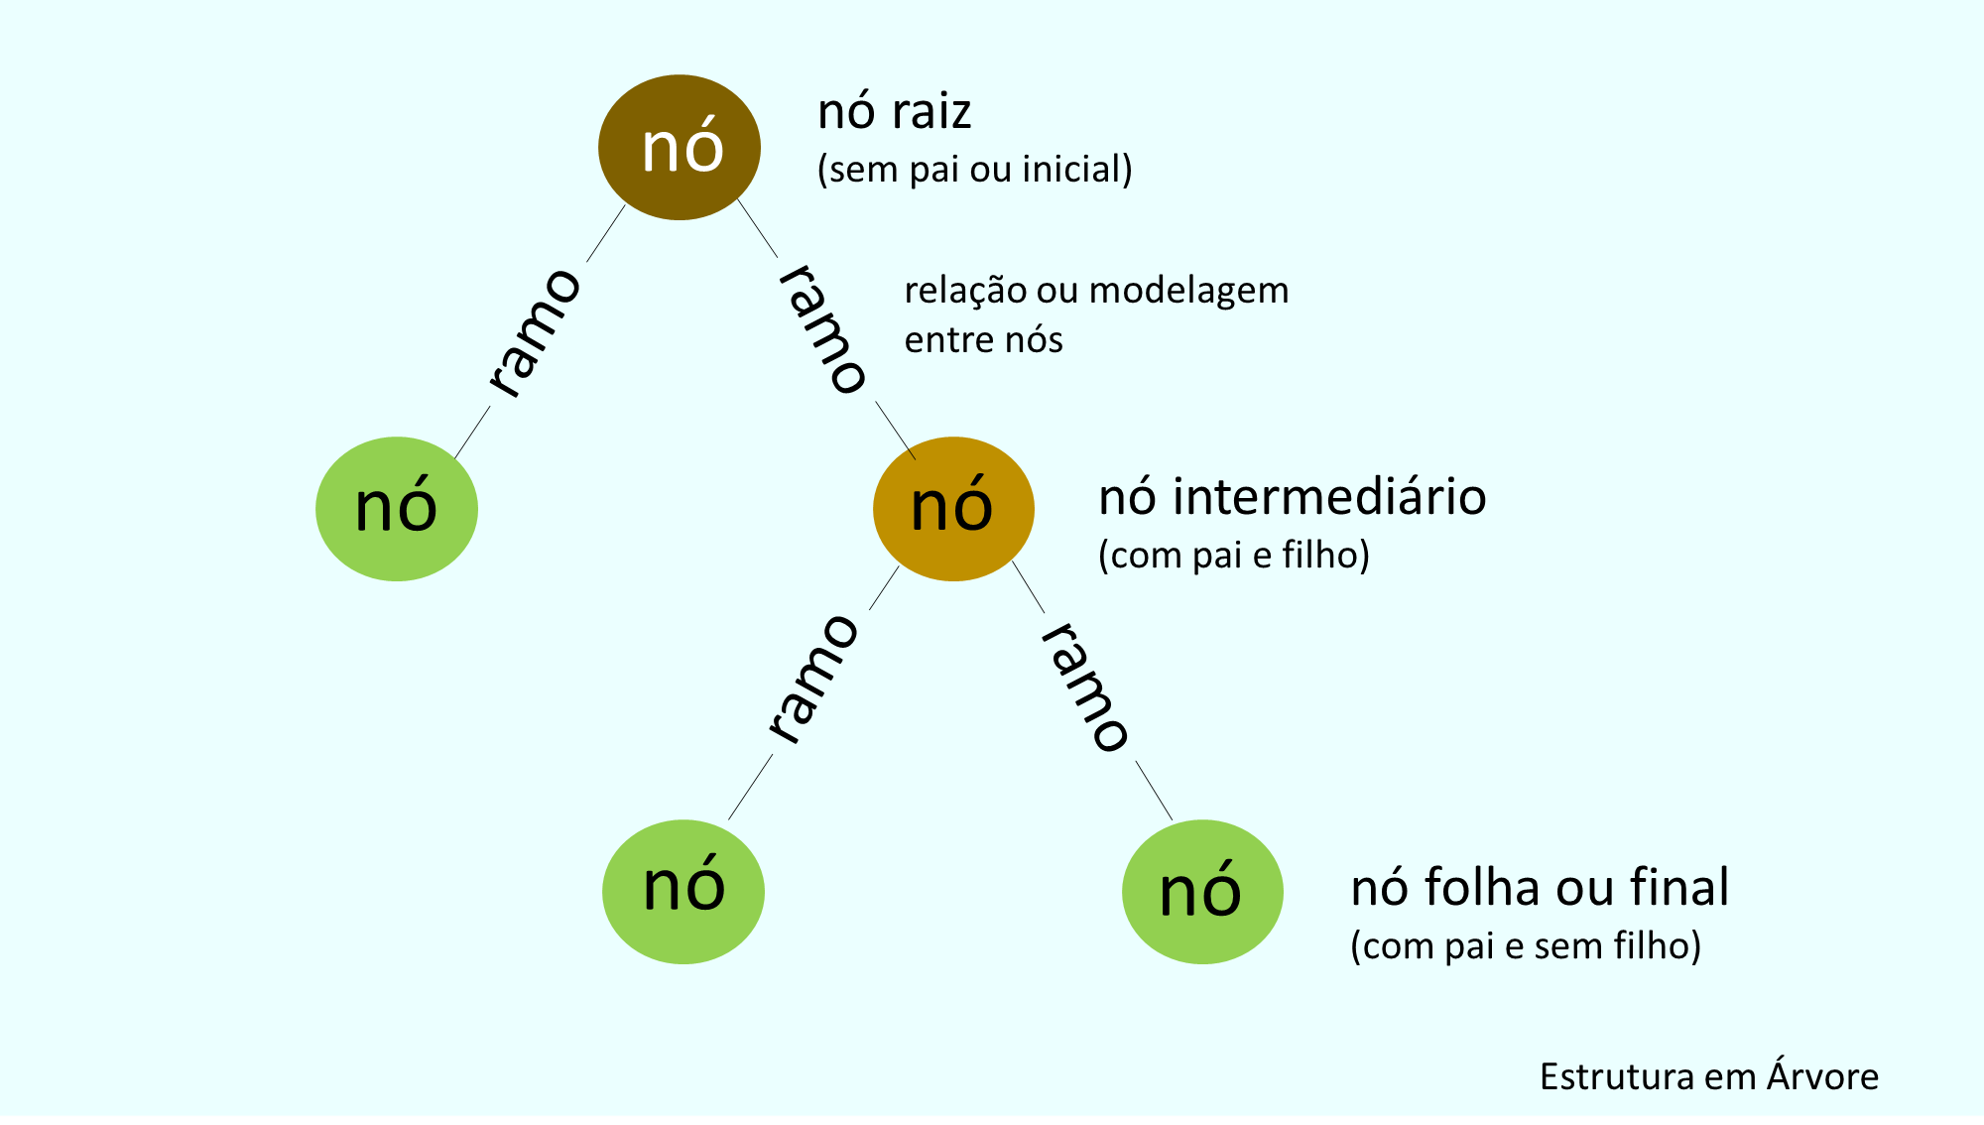 nó
nó raiz
(sem pai ou inicial)
ramo
ramo
relação ou modelagem
entre nós
nó
nó
nó intermediário
(com pai e filho)
ramo
ramo
nó
nó
nó folha ou final
(com pai e sem filho)
Estrutura em Árvore